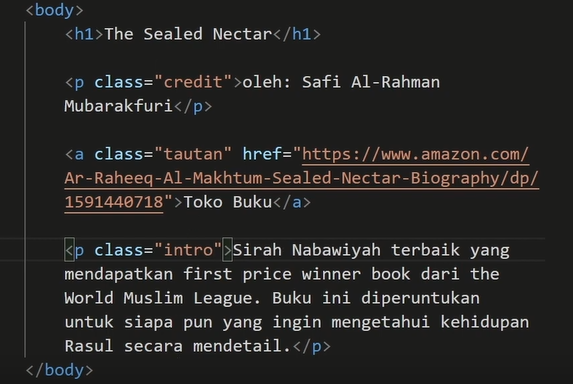 <body>
<h1>The Sealed Nectar</h1>
<p class="credit">oleh: Safi Al-Rahman
Mubarakfuri</p>
<a class="tautan" href="https://www.amazon.com/
Ar-Raheeq-Al-Makhtum-Sealed-Nectar-Biography/dp/
1591440718">Toko Buku</a>
<p class="intro">Sirah Nabawiyah terbaik yang
mendapatkan first price winner book dari the
World Muslim League. Buku ini diperuntukan
untuk siapa pun yang ingin mengetahui kehidupan
Rasul secara mendetail.</p>
</body>